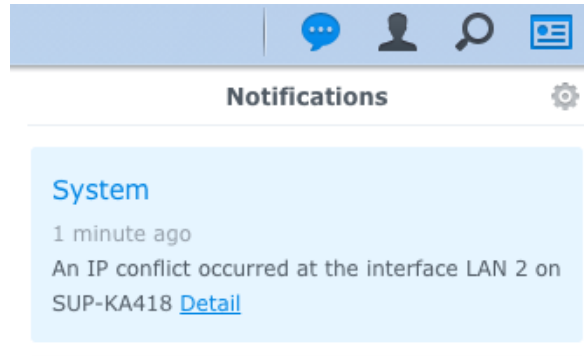 Notifications
System
1 minute ago
An IP conflict occurred at the interface LAN 2 on
SUP-KA418 Detail